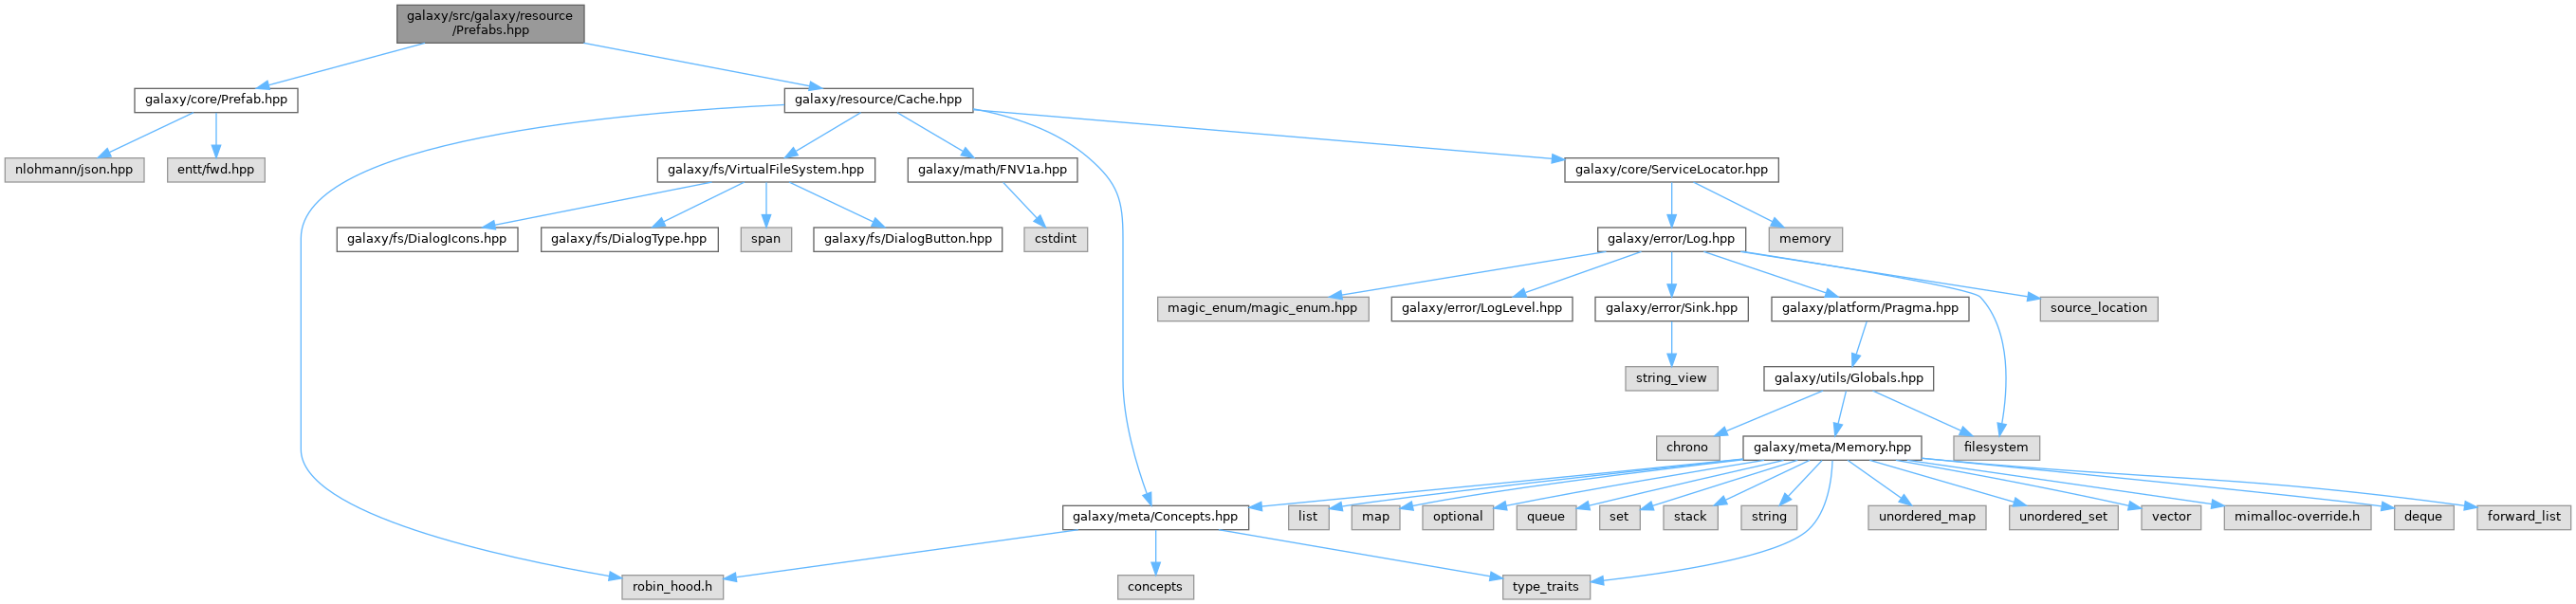 galaxy/src/galaxy/resource
/Prefabs.hpp
galaxy/core/Prefab.hpp
galaxy/resource/Cache.hpp
nlohmann/json.hpp
entt/fwd.hpp
galaxy/fs/VirtualFileSystem.hpp
galaxy/math/FNV1a.hpp
galaxy/core/ServiceLocator.hpp
galaxy/fs/DialogIcons.hpp
galaxy/fs/DialogType.hpp
span
galaxy/fs/DialogButton.hpp
cstdint
galaxy/error/Log.hpp
memory
magic_enum/magic_enum.hpp
galaxy/error/LogLevel.hpp
galaxy/error/Sink.hpp
galaxy/platform/Pragma.hpp
source_location
string_view
galaxy/utils/Globals.hpp
chrono
galaxy/meta/Memory.hpp
filesystem
galaxy/meta/Concepts.hpp
list
map
optional
queue
set
stack
string
unordered_map
unordered_set
vector
mimalloc-override.h
deque
forward_list
robin_hood.h
concepts
type_traits